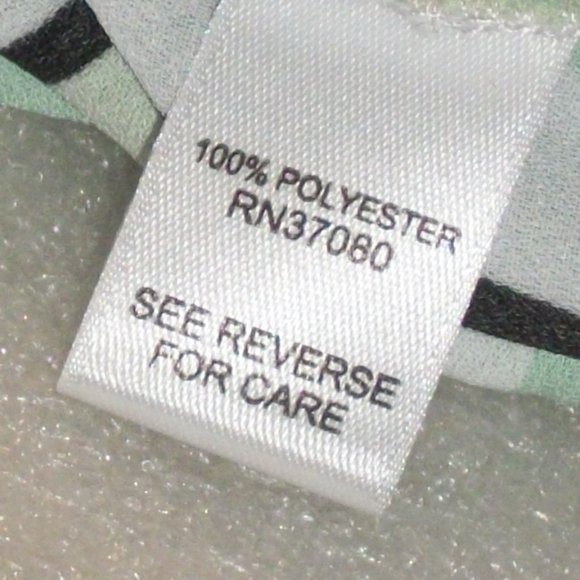 100% POLYESTER
RN37080
SEE REVERSE
FOR CARE